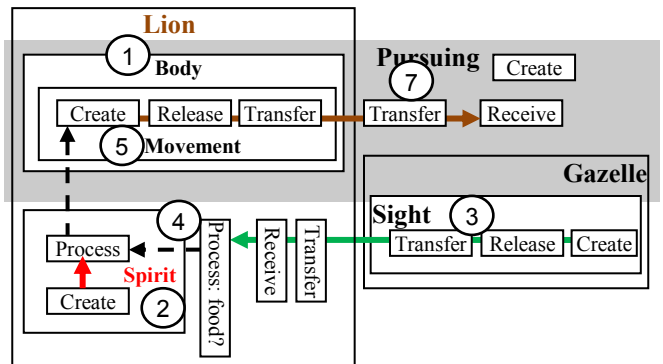 Lion
1
Body
Pursuing
7
Create
Create
Release
Transfer
Transfer
Receive
5
Movement
Gazelle
4
Sight
3
Process
Process: food?
Receive
Transfer
Transfer
Release
Create
Spirit
Create
2